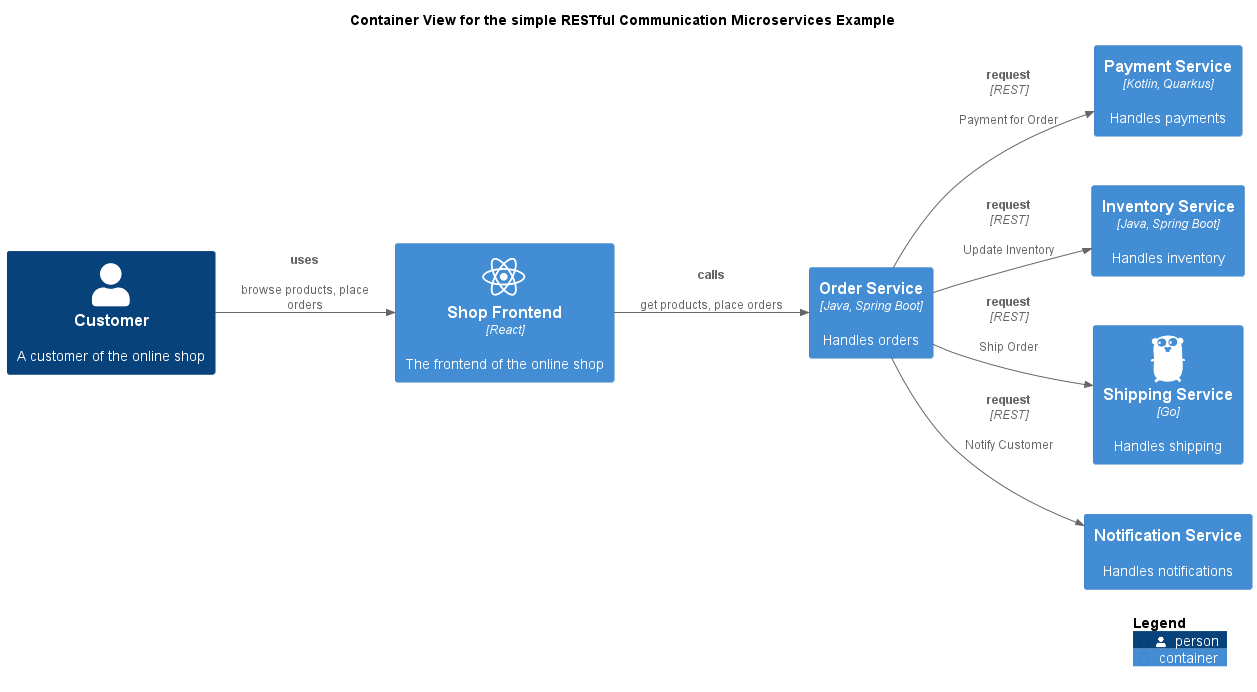 Container View for the simple RESTful Communication Microservices Example
Customer
A customer of the online shop
uses
browse products, place
orders
Shop Frontend
[React]
The frontend of the online shop
calls
get products, place orders
Order Service
[Java, Spring Boot]
Handles orders
request
[REST]
Payment for Order
Payment Service
[Kotlin, Quarkus]
Handles payments
request
[REST]
Update Inventory
Inventory Service
[Java, Spring Boot]
Handles inventory
request
[REST]
Ship Order
Shipping Service
[Go]
Handles shipping
request
[REST]
Notify Customer
Notification Service
Handles notifications
Legend
person
container